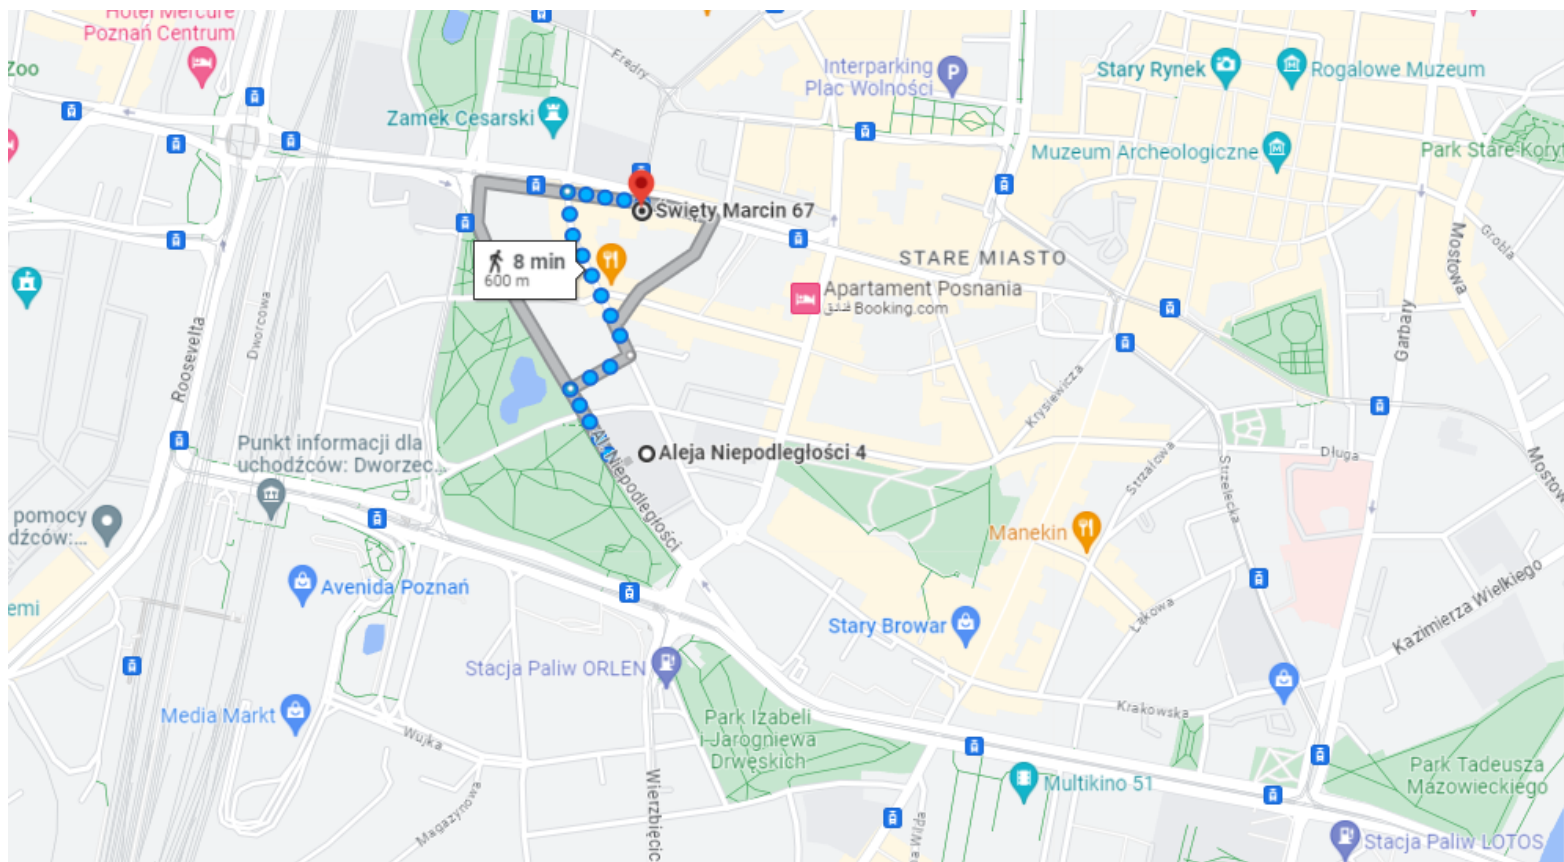 Hotel Mercure
Poznań Centrum
Zoo
Fredry
Interparking
Plac Wolności
P
Stary Rynek
Rogalowe Muzeum
Zamek Cesarski
Muzeum Archeologiczne
Park Stare Koryt
Święty Marcin 67
8 min
600 m
STARE MIASTO
Mostowa
Grobla
Apartament Posnania
فندق Booking.com
Dworcowa
Roosevelta
Garbary
Krysiewicza
Punkt informacji dla
uchodźców: Dworzec...
Aleja Niepodległości 4
Al. Niepodległości
Strzałowa
Strzelecka
Długa
Mostowa
pomocy
dźców:...
Manekin
Avenida Poznań
emi
Stary Browar
Łąkowa
Kazimierza Wielkiego
Stacja Paliw ORLEN
Media Markt
Wujka
Park Izabeli
i Jarogniewa
Drwęskich
Krakowska
Park Tadeusza
Mazowieckiego
Multikino 51
Magazynowa
Wierzbięcic
Stacja Paliw LOTOS